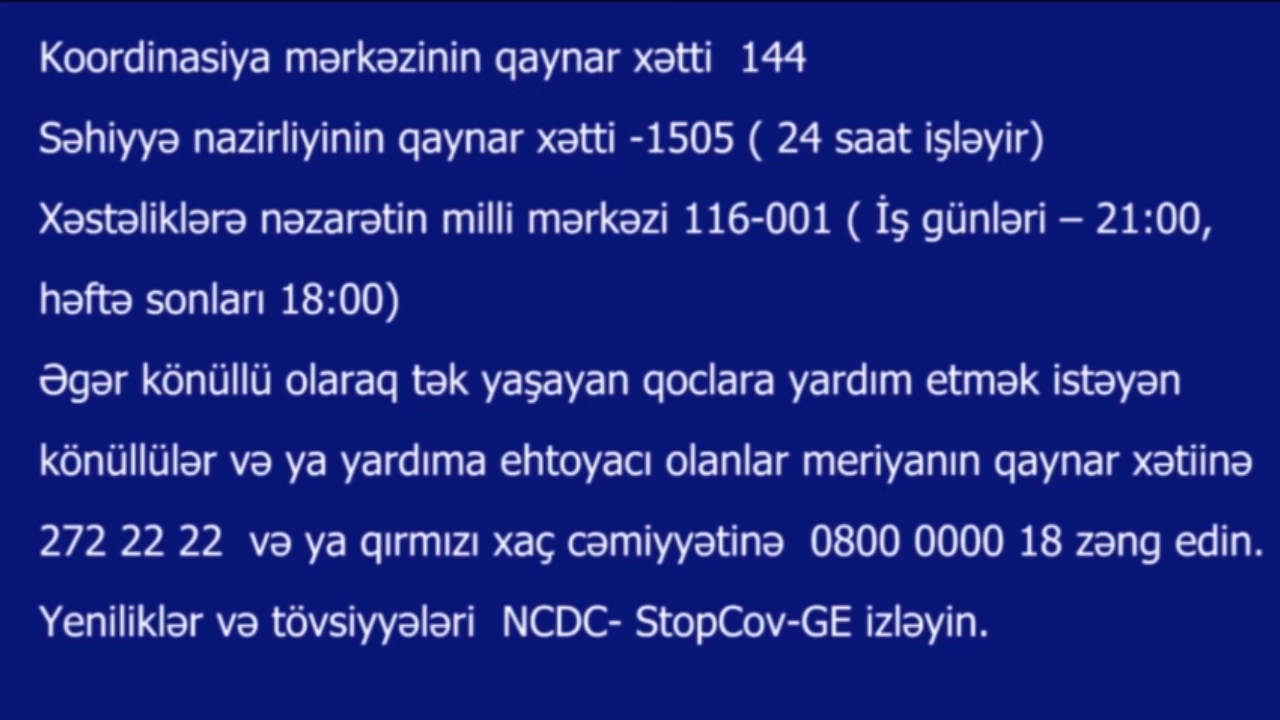 Koordinasiya mərkəzinin qaynar xətti  144
Səhiyyə nazirliyinin qaynar xətti -1505 ( 24 saat işləyir)
Xəstəliklərə nəzarətin milli mərkəzi 116-001 ( İş günləri – 21:00,
həftə sonları 18:00)
Əgər könüllü olaraq tək yaşayan qoclara yardım etmək istəyən
könüllülər və ya yardıma ehtoyacı olanlar meriyanın qaynar xətiinə
272 22 22  və ya qırmızı xaç cəmiyyətinə  0800 0000 18 zəng edin.
Yeniliklər və tövsiyyələri  NCDC- StopCov-GE izləyin.